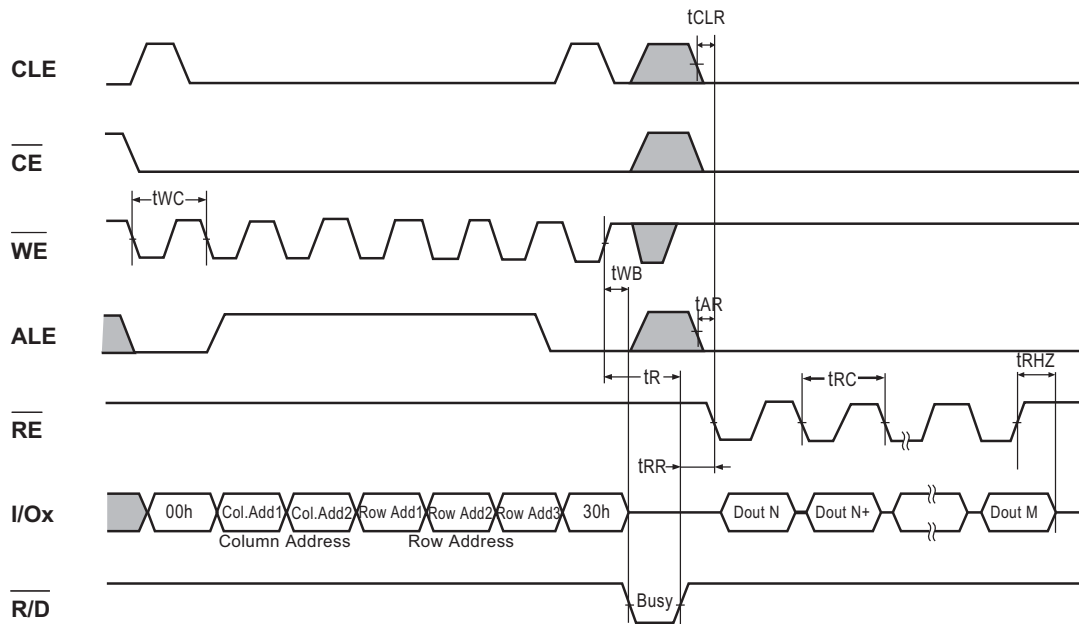 tCLR
CLE
CE
tWC
WE
tWB
tAR
ALE
tR
tRC
tRHZ
RE
tRR
I/Ox
00h Col.Add1 Col.Add2 Row Add1 Row Add2 Row Add3 30h Dout N Dout N+ Dout M
Column Address Row Address
R/D
Busy